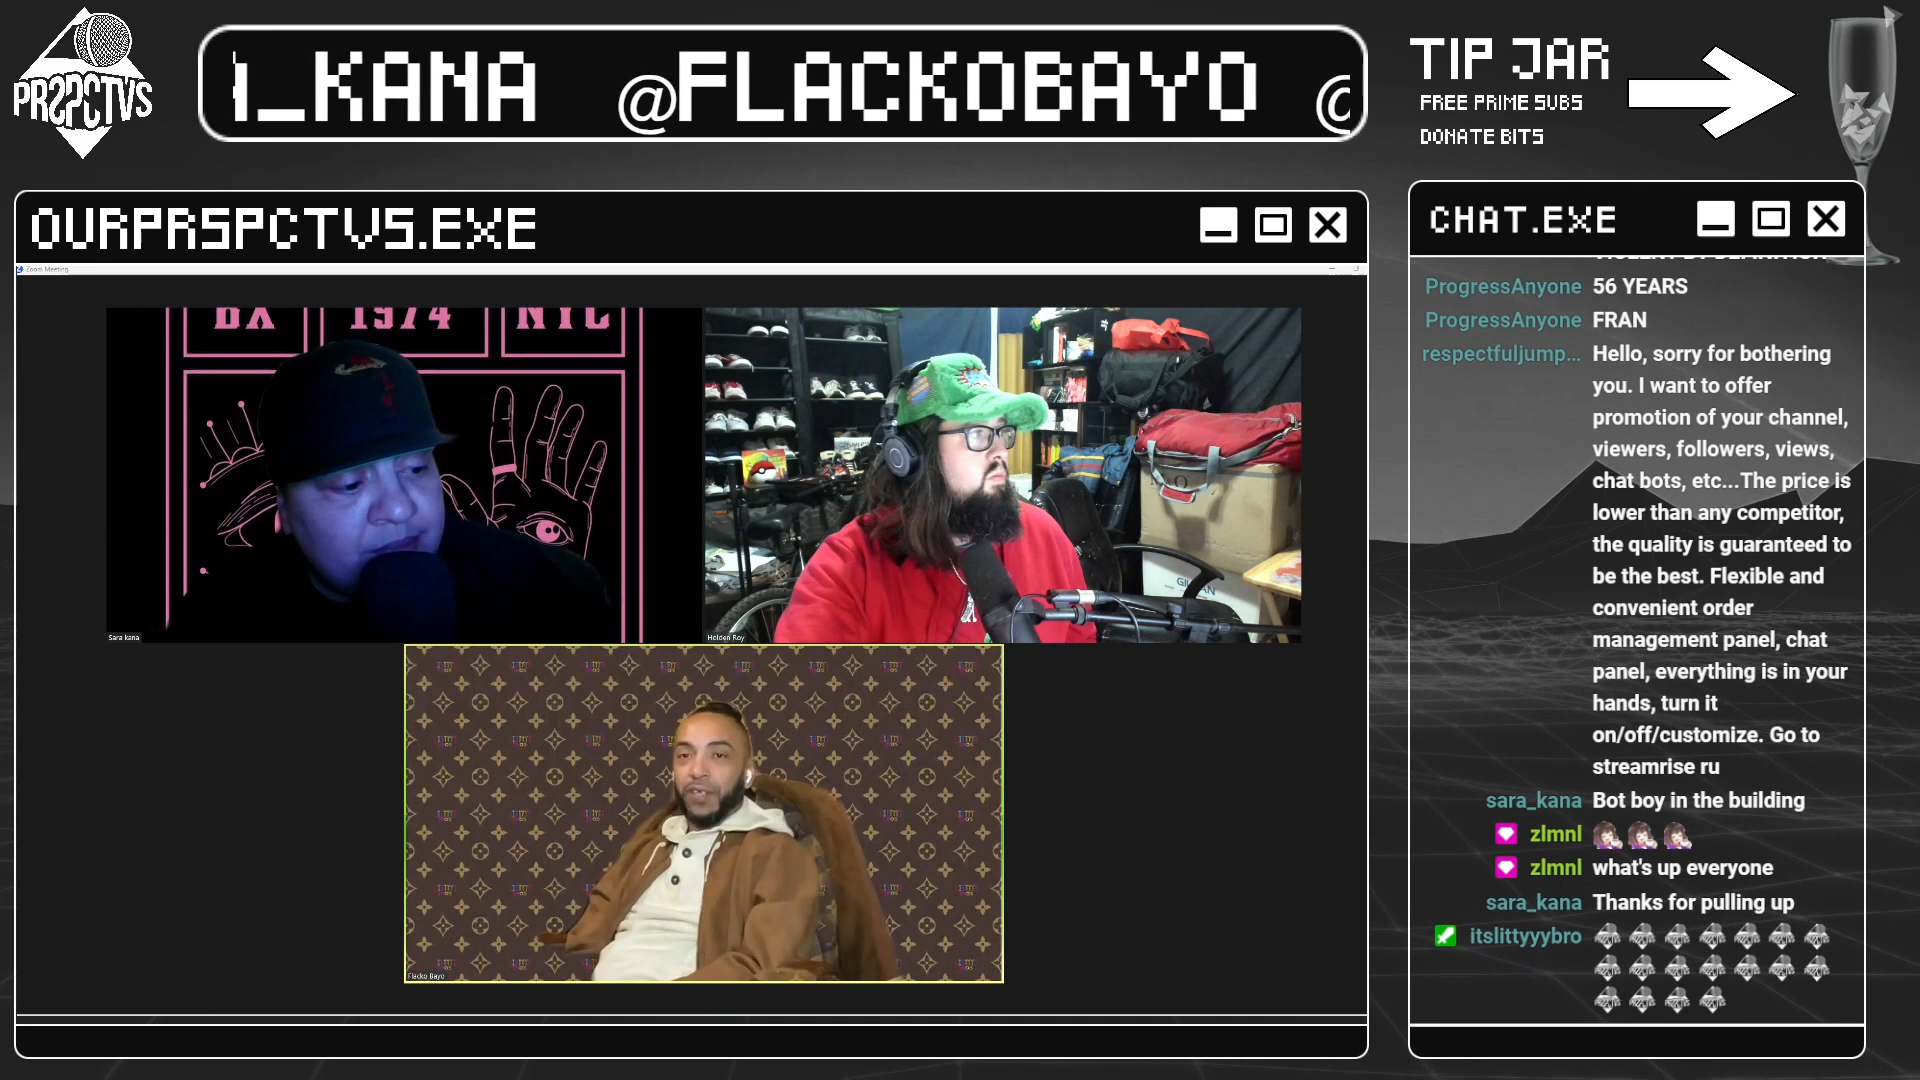 PRSPCTVS
_KANA @FLACKOBAYO @
TIP JAR
FREE PRIME SUBS
DONATE BITS
OURPRSPCTVS.EXE
Zoom Meeting
BX 1974 NYC
Sara kana
Holden Roy
Flacko Bayo
CHAT.EXE
ProgressAnyone 56 YEARS
ProgressAnyone FRAN
respectfuljump... Hello, sorry for bothering
you. I want to offer
promotion of your channel,
viewers, followers, views,
chat bots, etc...The price is
lower than any competitor,
the quality is guaranteed to
be the best. Flexible and
convenient order
management panel, chat
panel, everything is in your
hands, turn it
on/off/customize. Go to
streamrise ru
sara_kana Bot boy in the building
zlmnl
zlmnl what's up everyone
sara_kana Thanks for pulling up
itslittyyybro